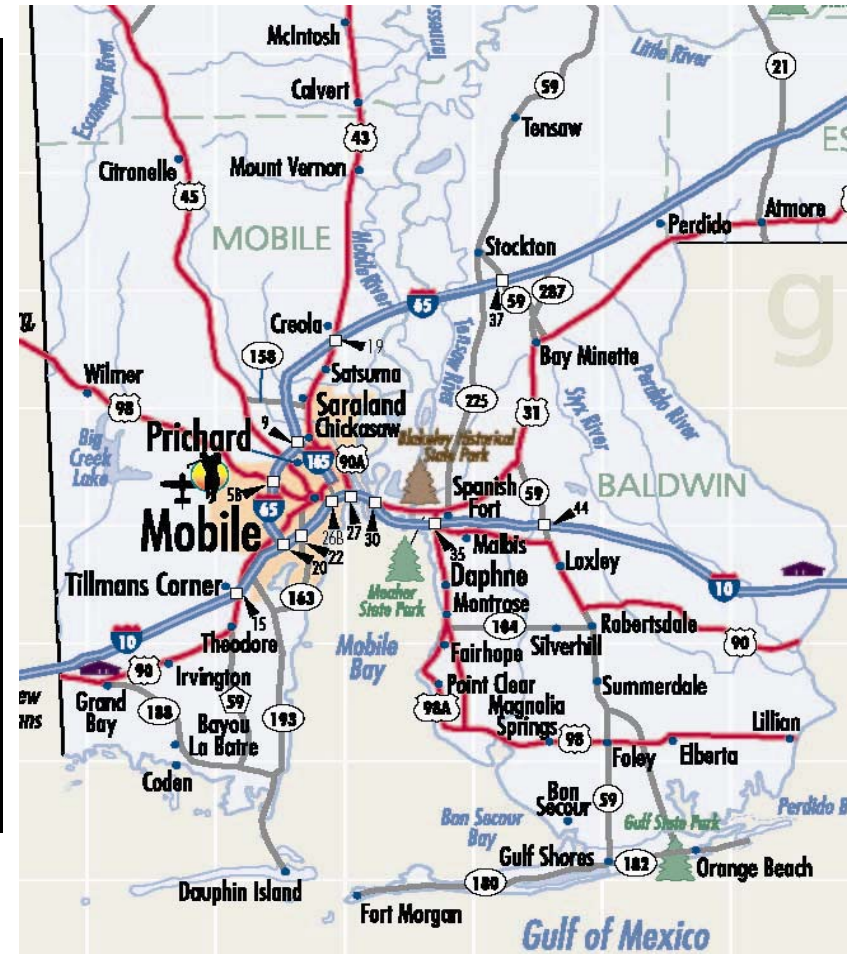 McIntosh
Little River
21
59
Calvert
Escatawpa River
Tensaw
43
Citronelle
Mount Vernon
45
Perdido
Atmore
MOBILE
Stockton
Mobile River
65
59
287
37
Creola
19
158
Bay Minette
Satsuma
Wilmer
Saraland
225
31
Perdido River
Styx River
98
Chickasaw
9
Prichard
165
90A
Blakeley Historical
State Park
Big
Creek
Lake
5B
65
Spanish
Fort
59
BALDWIN
44
Mobile
26B
27
30
22
20
35
Malbis
Loxley
Meaher
State Park
Daphne
10
Tillmans Corner
163
15
Montrose
104
Silverhill
Robertsdale
10
Theodore
Mobile
Bay
Fairhope
90
90
Irvington
Point Clear
Summerdale
Grand
Bay
59
98A
Magnolia
Springs
188
Bayou
La Batre
193
98
Lillian
Foley
Elberta
Coden
Bon
Secour
59
Bon Secour
Bay
Gulf State Park
Perdido B
Gulf Shores
182
Orange Beach
Dauphin Island
180
Fort Morgan
Gulf of Mexico